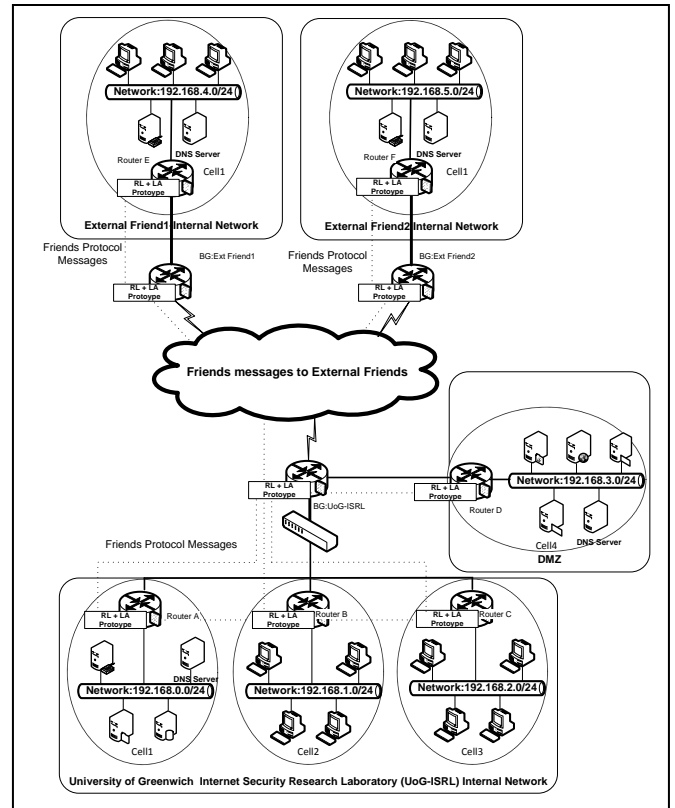 Network:192.168.4.0/24
DNS Server
Router E
Cell1
RL + LA
Protoype
External Friend1 Internal Network
Network:192.168.5.0/24
DNS Server
Router F
Cell1
RL + LA
Protoype
External Friend2 Internal Network
Friends Protocol
Messages
BG:Ext Friend1
RL + LA
Protoype
Friends Protocol
Messages
BG:Ext Friend2
RL + LA
Protoype
Friends messages to External Friends
RL + LA
Protoype
BG:UoG-ISRL
RL + LA
Protoype
Router D
Network:192.168.3.0/24
Cell4
DNS Server
DMZ
Friends Protocol Messages
RL + LA
Protoype
Router A
RL + LA
Protoype
Router B
RL + LA
Protoype
Router C
DNS Server
Network:192.168.0.0/24
Cell1
Network:192.168.1.0/24
Cell2
Network:192.168.2.0/24
Cell3
University of Greenwich Internet Security Research Laboratory (UoG-ISRL) Internal Network